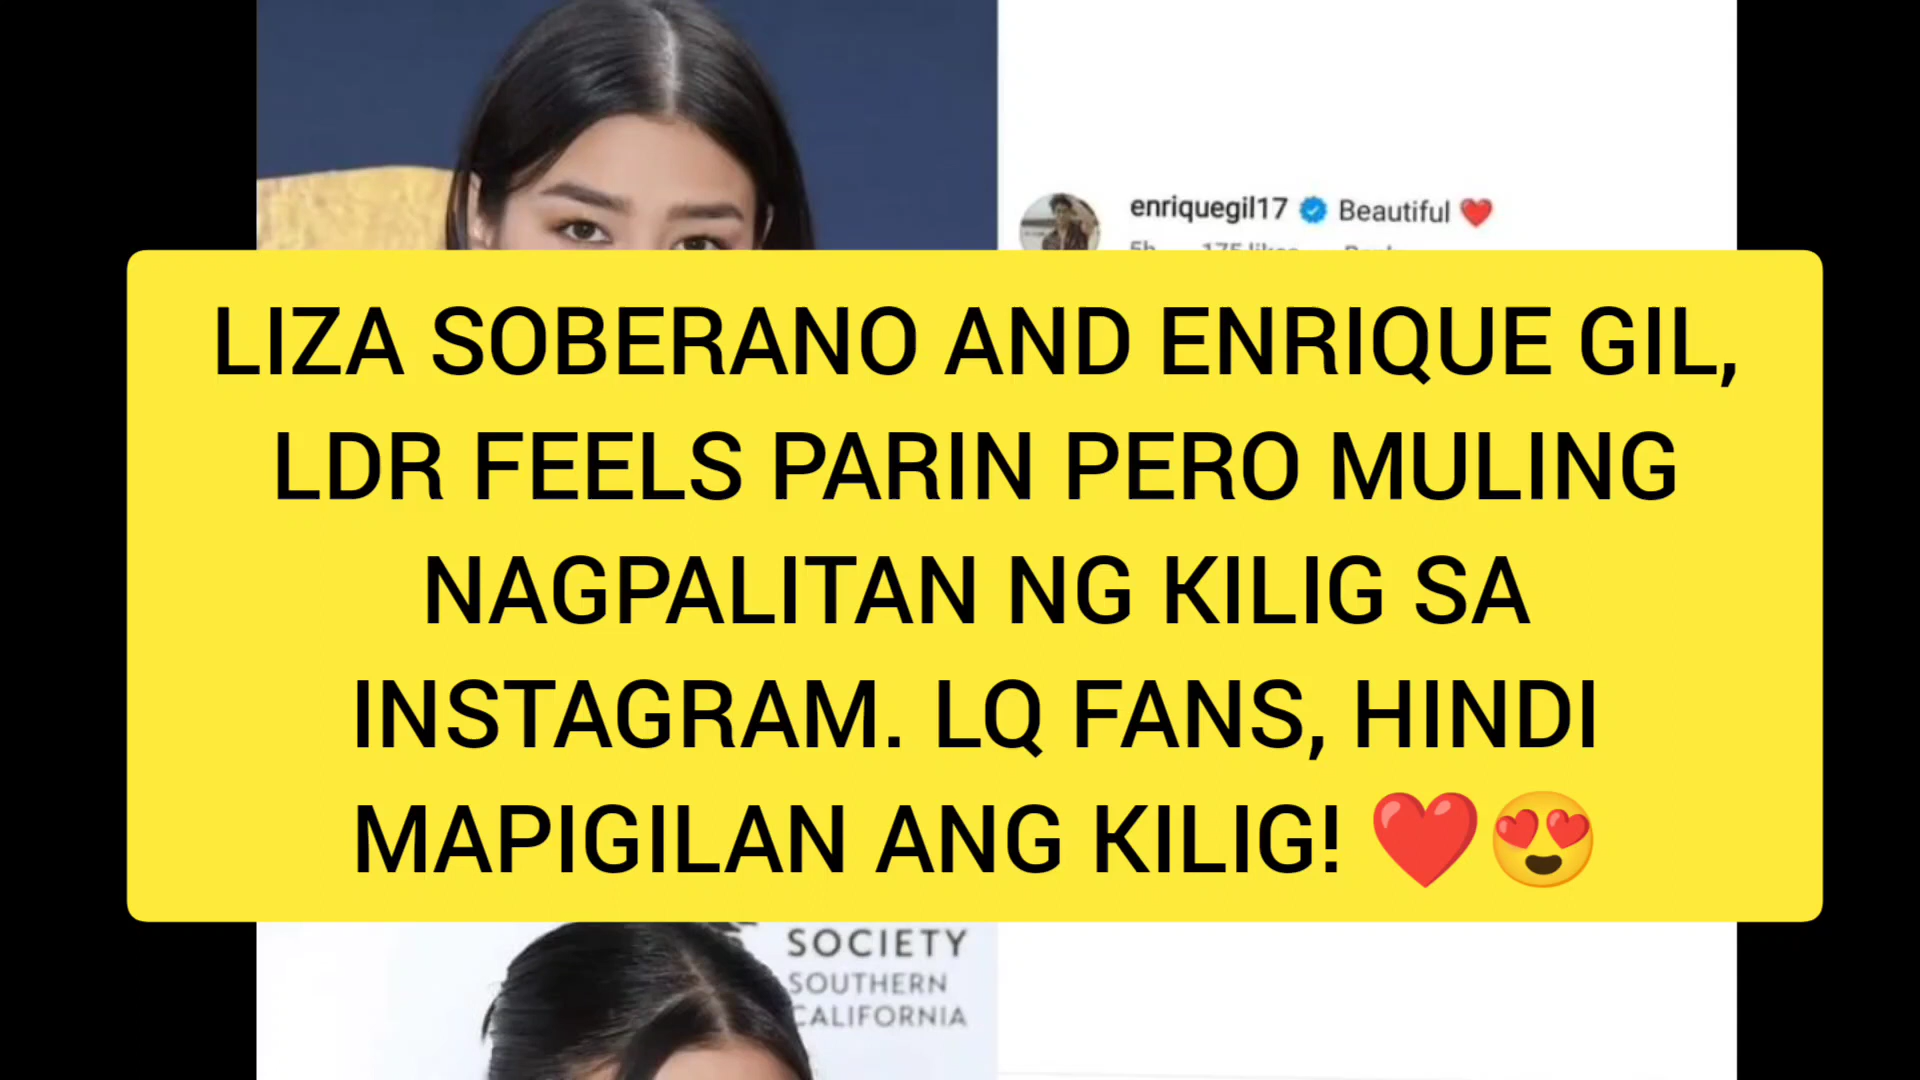 enriquegil17 Beautiful ❤️
LIZA SOBERANO AND ENRIQUE GIL,
LDR FEELS PARIN PERO MULING
NAGPALITAN NG KILIG SA
INSTAGRAM. LQ FANS, HINDI
MAPIGILAN ANG KILIG! ❤️😍
SOCIETY
SOUTHERN
CALIFORNIA